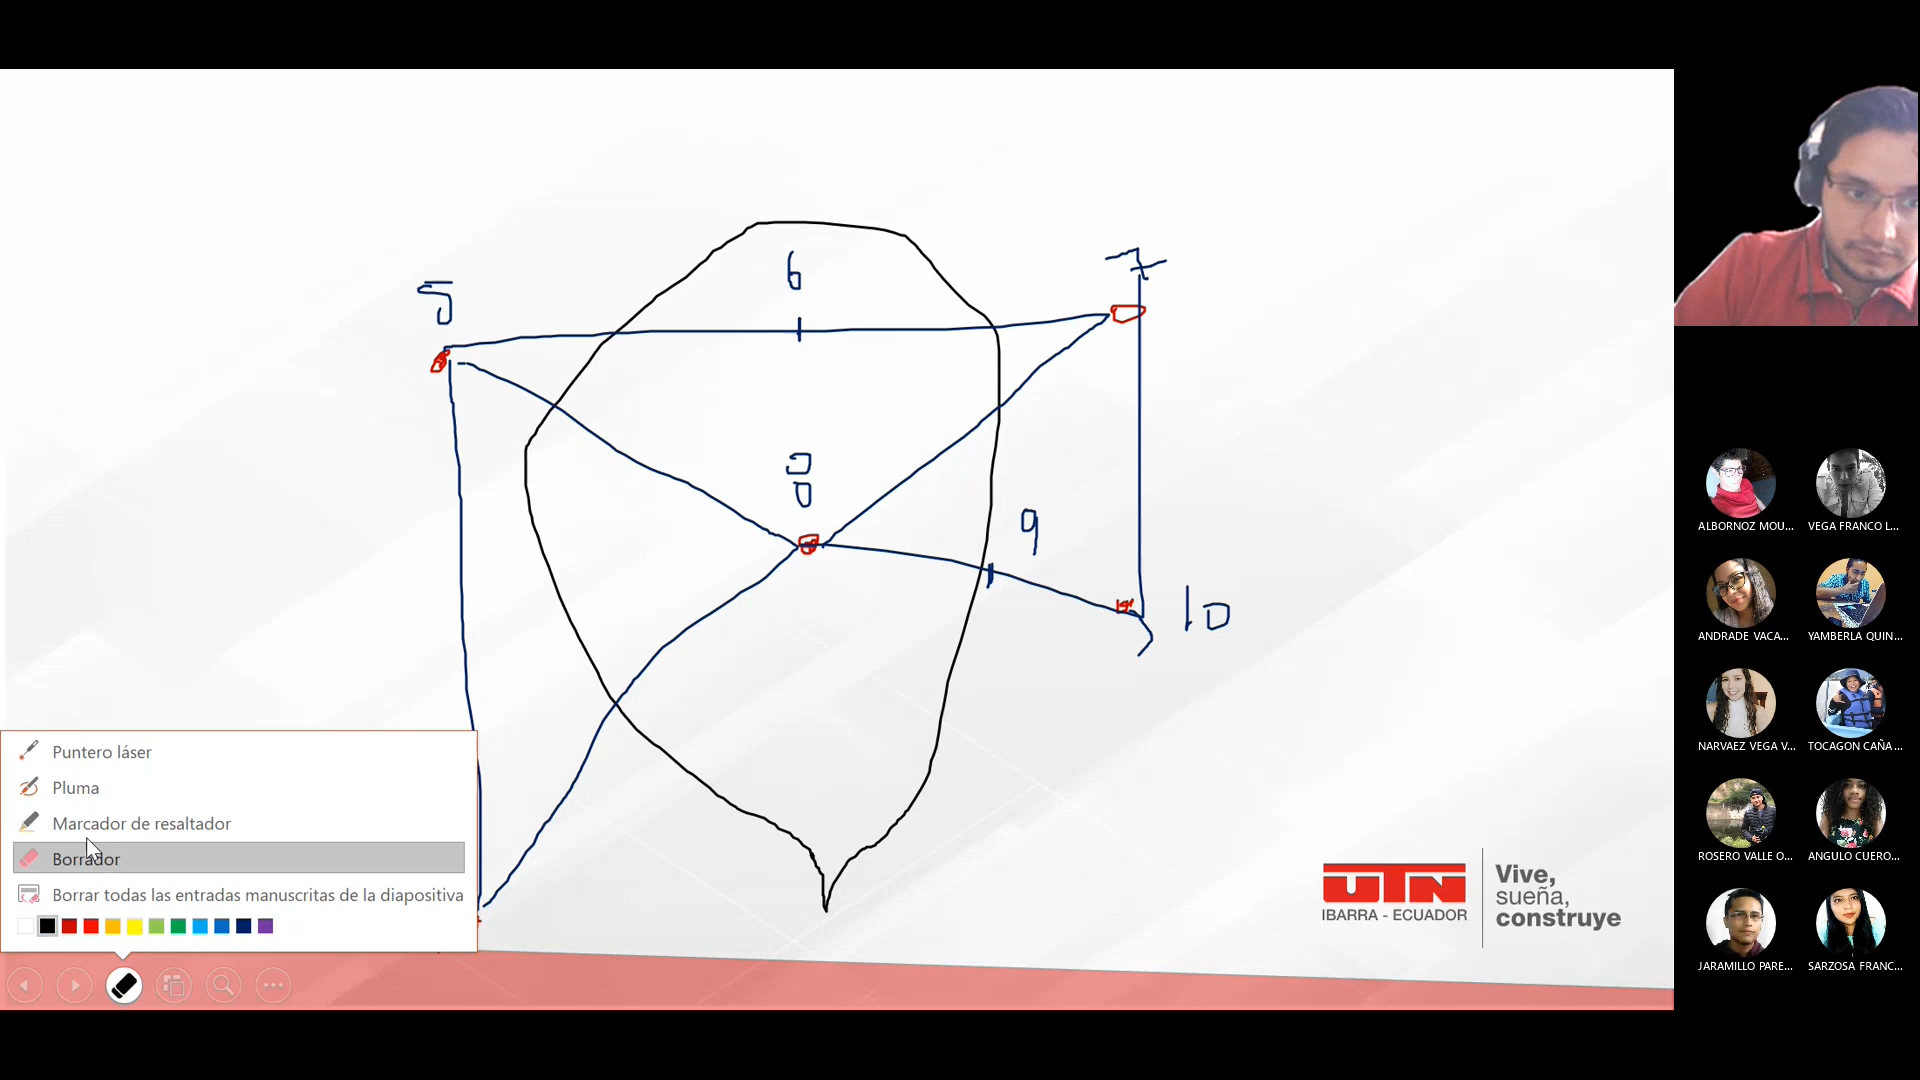 5
6
7
8
9
10
Puntero láser
Pluma
Marcador de resaltador
Borrador
Borrar todas las entradas manuscritas de la diapositiva
UTN
IBARRA - ECUADOR
Vive,
sueña,
construye
ALBORNOZ MOU...
VEGA FRANCO L...
ANDRADE VACA...
YAMBERLA QUIN...
NARVAEZ VEGA V...
TOCAGON CAÑA...
ROSERO VALLE O...
ANGULO CUERO...
JARAMILLO PARE...
SARZOSA FRANC...